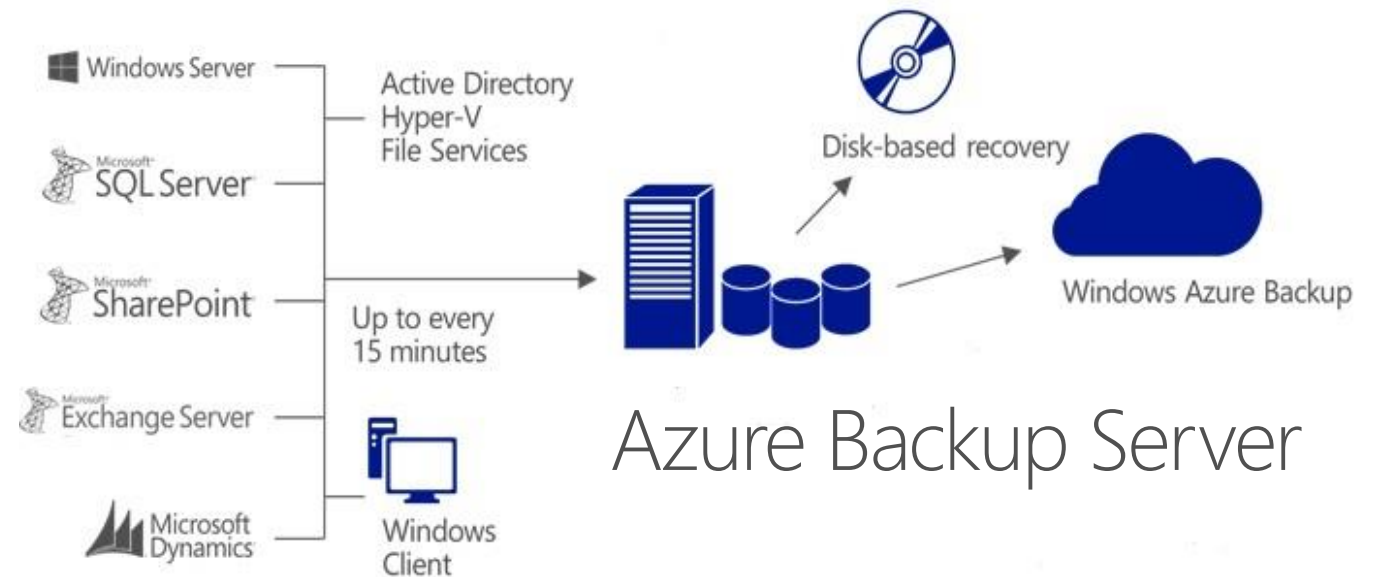 Windows Server
Active Directory
Hyper-V
File Services
Microsoft
SQL Server
Microsoft
SharePoint
Up to every
15 minutes
Microsoft
Exchange Server
Microsoft
Dynamics
Windows
Client
Disk-based recovery
Windows Azure Backup
Azure Backup Server